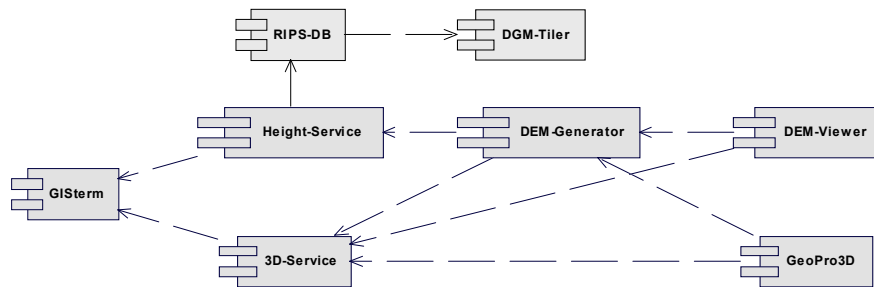 RIPS-DB
DGM-Tiler
Height-Service
DEM-Generator
DEM-Viewer
GISterm
3D-Service
GeoPro3D